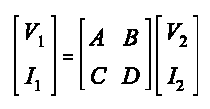 [V₁] = [A B] [V₂]
[I₁] = [C D] [I₂]